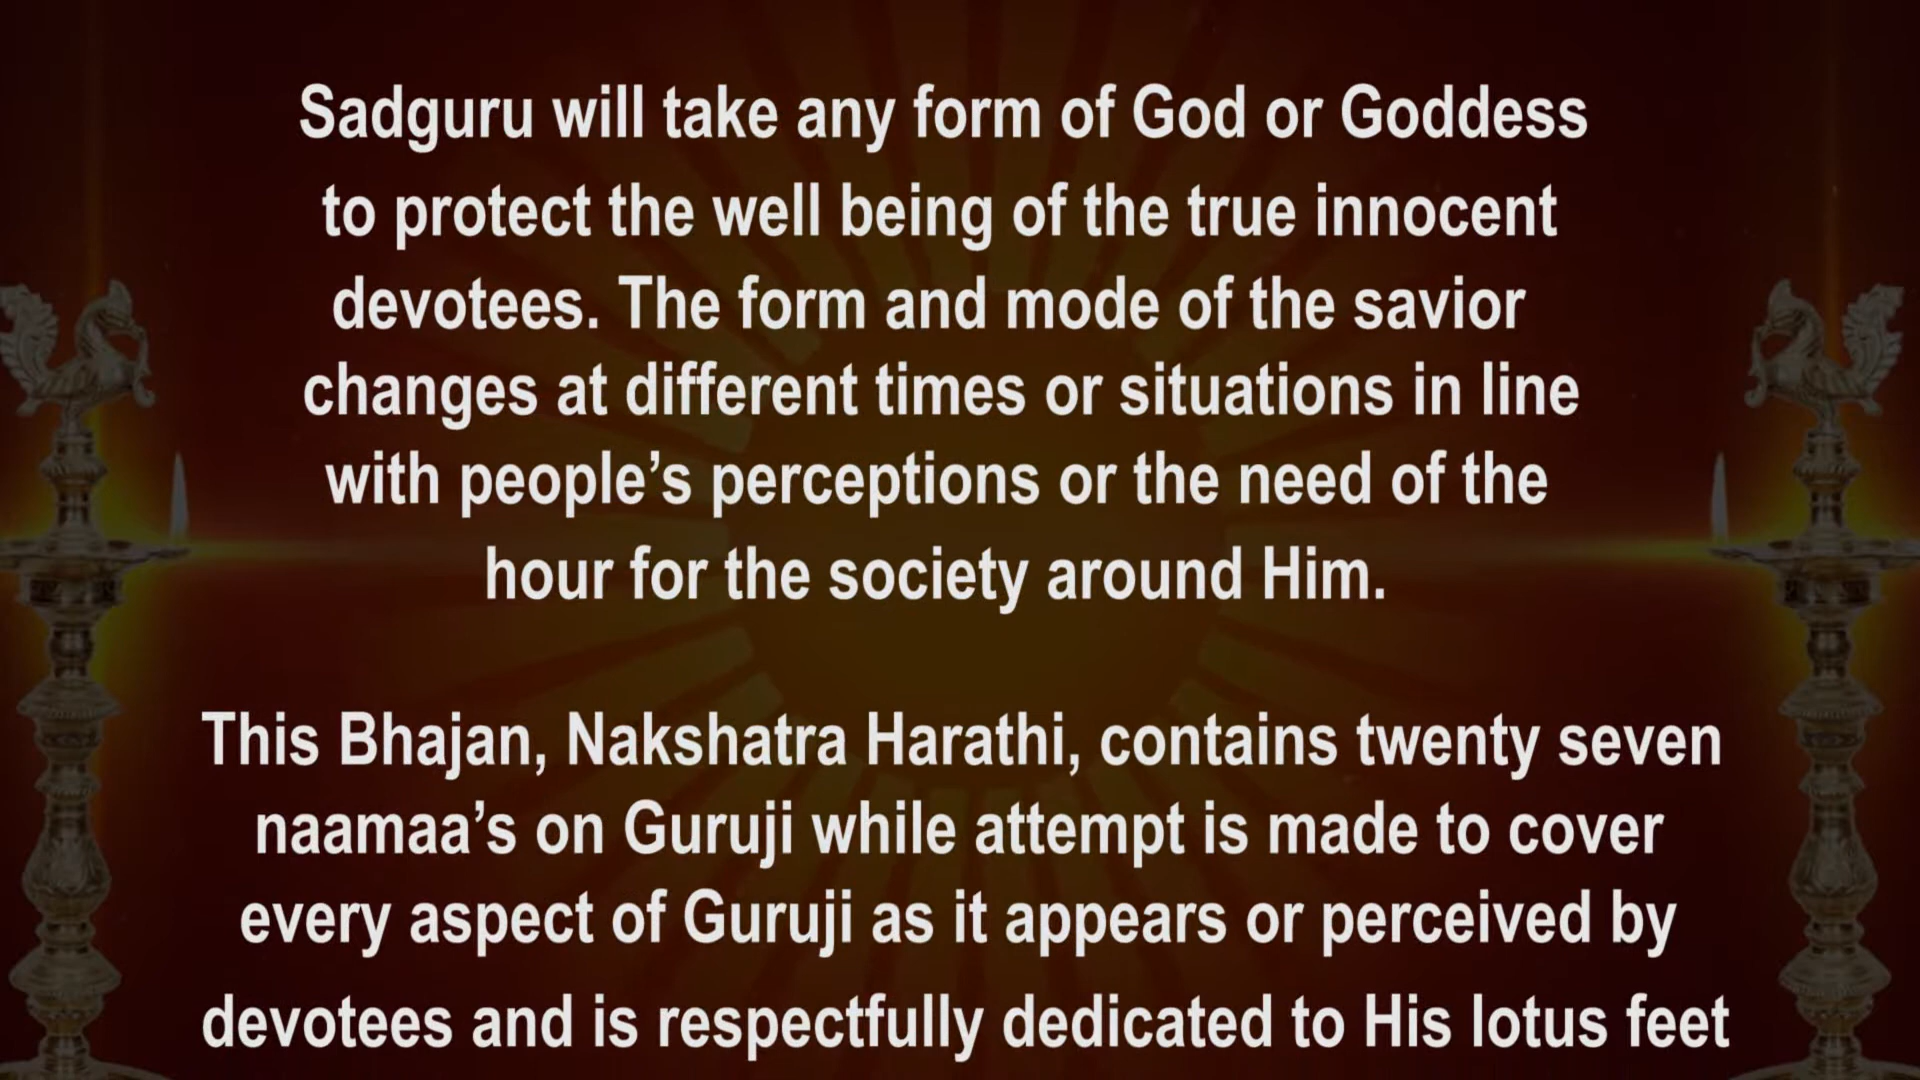 Sadguru will take any form of God or Goddess
to protect the well being of the true innocent
devotees. The form and mode of the savior
changes at different times or situations in line
with people’s perceptions or the need of the
hour for the society around Him.
This Bhajan, Nakshatra Harathi, contains twenty seven
naamaa’s on Guruji while attempt is made to cover
every aspect of Guruji as it appears or perceived by
devotees and is respectfully dedicated to His lotus feet